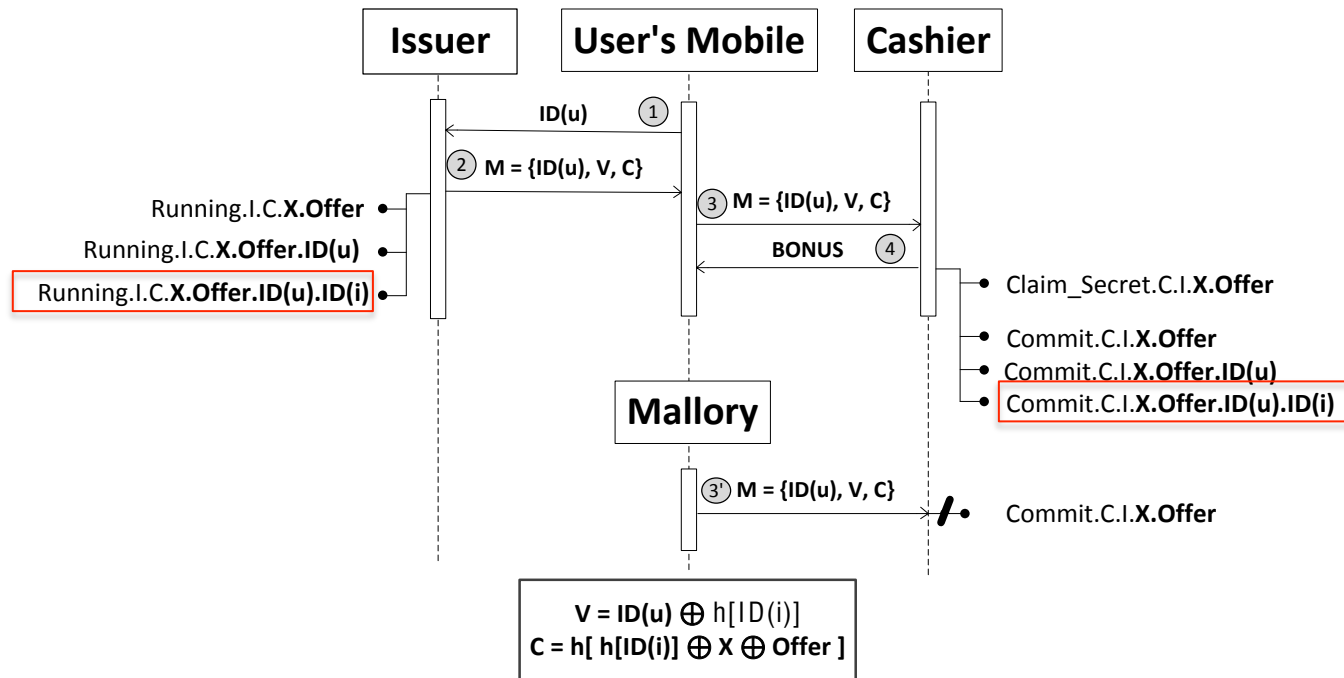 Issuer
User's Mobile
Cashier
ID(u)
1
2
M = {ID(u), V, C}
Running.I.C.X.Offer
3
M = {ID(u), V, C}
Running.I.C.X.Offer.ID(u)
BONUS
4
Running.I.C.X.Offer.ID(u).ID(i)
Claim_Secret.C.I.X.Offer
Commit.C.I.X.Offer
Commit.C.I.X.Offer.ID(u)
Commit.C.I.X.Offer.ID(u).ID(i)
Mallory
3'
M = {ID(u), V, C}
Commit.C.I.X.Offer
V = ID(u) ⊕ h[ID(i)]
C = h[ h[ID(i)] ⊕ X ⊕ Offer ]